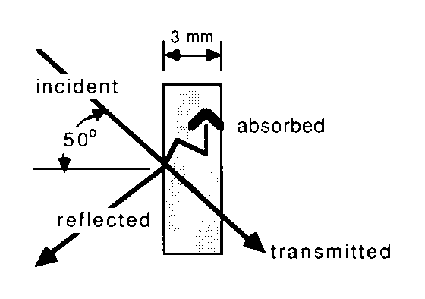 3 mm
incident
absorbed
50°
reflected
transmitted